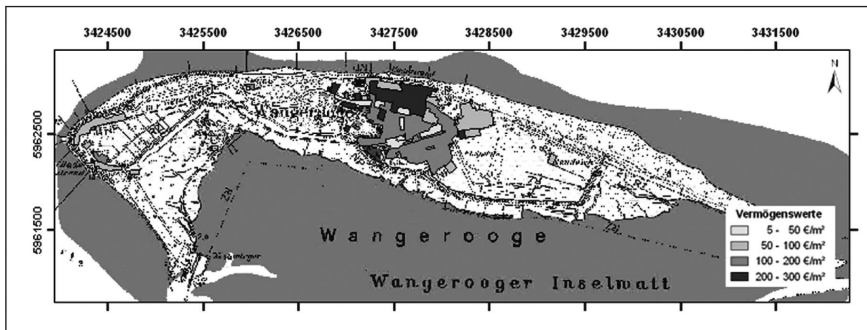 3424500 3425500 3426500 3427500 3428500 3429500 3430500 3431500
N
5962500
5961500
Wangerooge
Wangerooger Inselwatt
Vermögenswerte
5 - 50 €/m²
50 - 100 €/m²
100 - 200 €/m²
200 - 300 €/m²